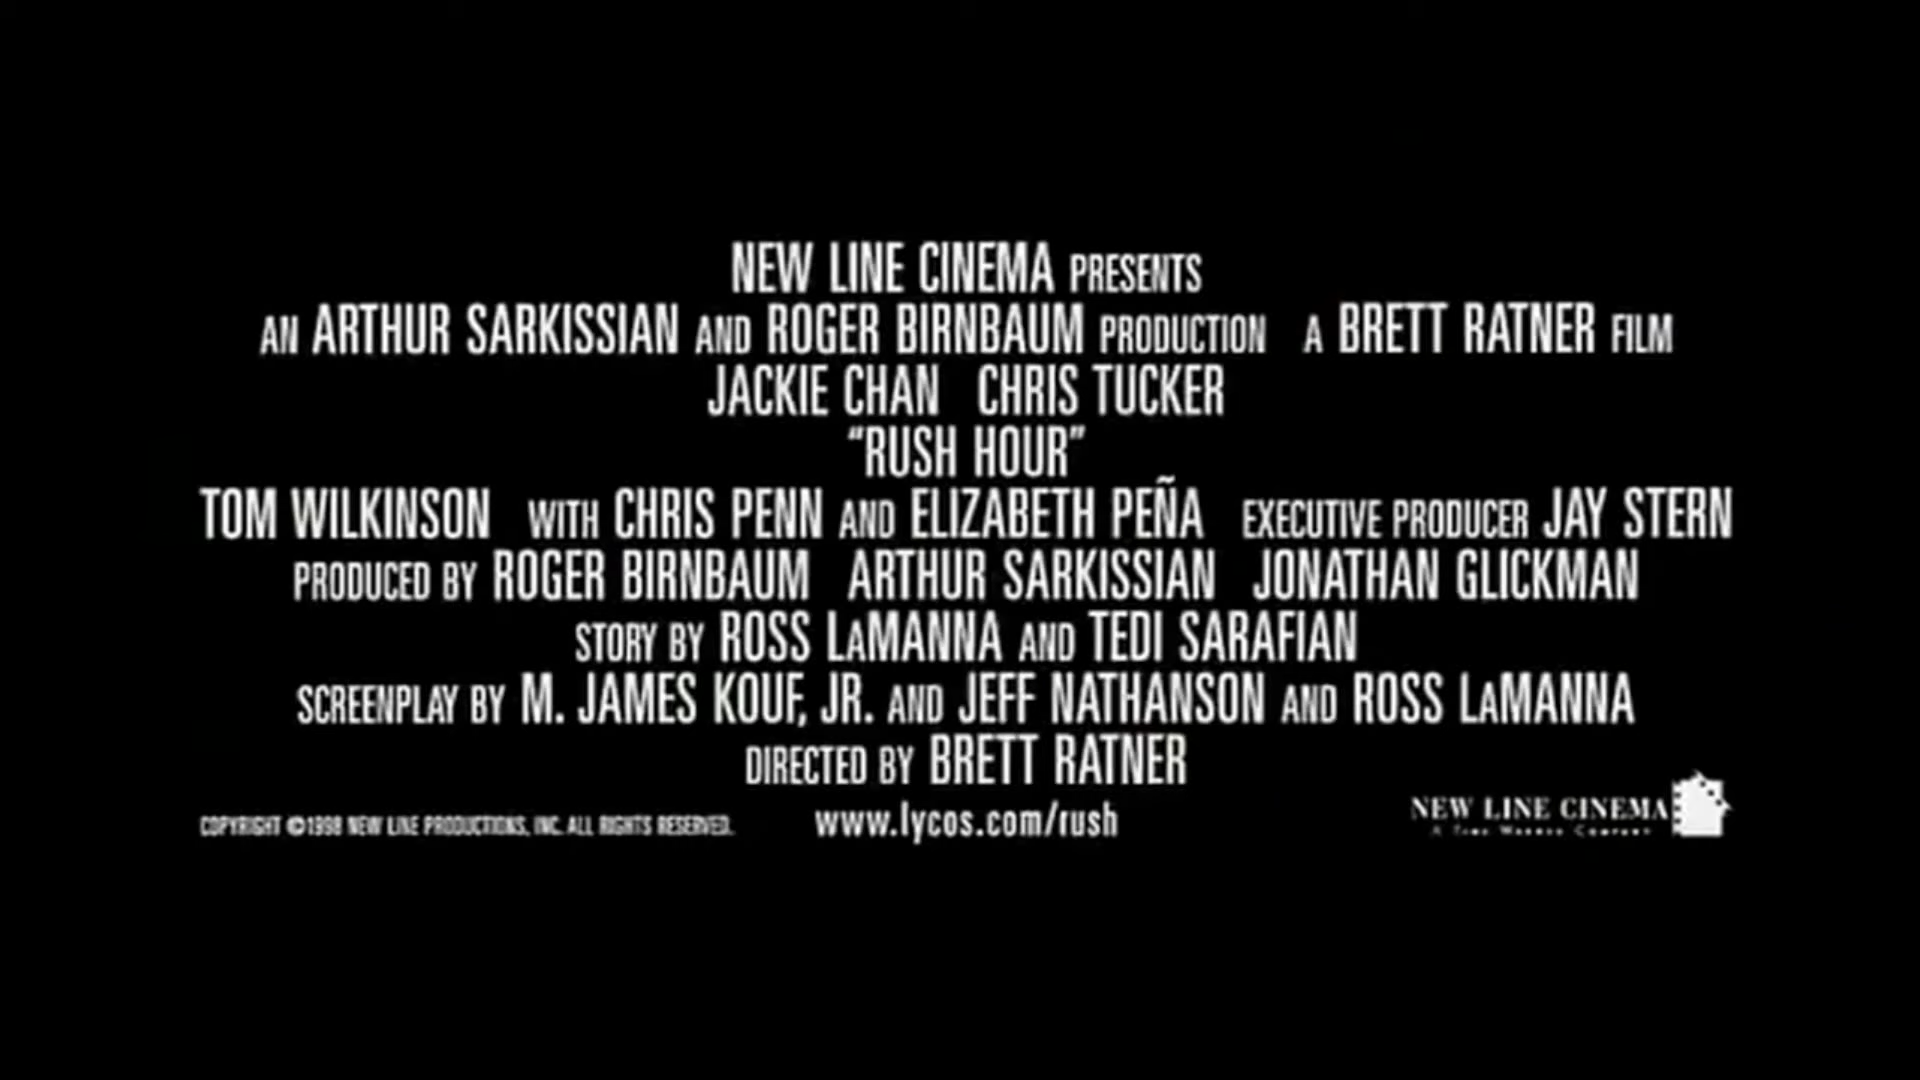 NEW LINE CINEMA PRESENTS
AN ARTHUR SARKISSIAN AND ROGER BIRNBAUM PRODUCTION A BRETT RATNER FILM
JACKIE CHAN CHRIS TUCKER
“RUSH HOUR”
TOM WILKINSON WITH CHRIS PENN AND ELIZABETH PEÑA EXECUTIVE PRODUCER JAY STERN
PRODUCED BY ROGER BIRNBAUM ARTHUR SARKISSIAN JONATHAN GLICKMAN
STORY BY ROSS LaMANNA AND TEDI SARAFIAN
SCREENPLAY BY M. JAMES KOUF, JR. AND JEFF NATHANSON AND ROSS LaMANNA
DIRECTED BY BRETT RATNER
COPYRIGHT ©1998 NEW LINE PRODUCTIONS, INC. ALL RIGHTS RESERVED. www.lycos.com/rush NEW LINE CINEMA
A Time Warner Company